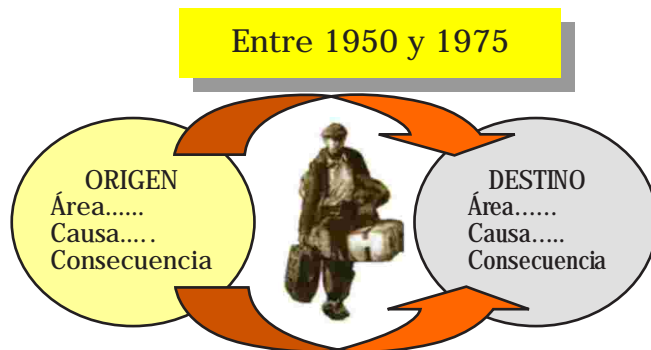 Entre 1950 y 1975
ORIGEN
Área......
Causa.....
Consecuencia
DESTINO
Área......
Causa.....
Consecuencia